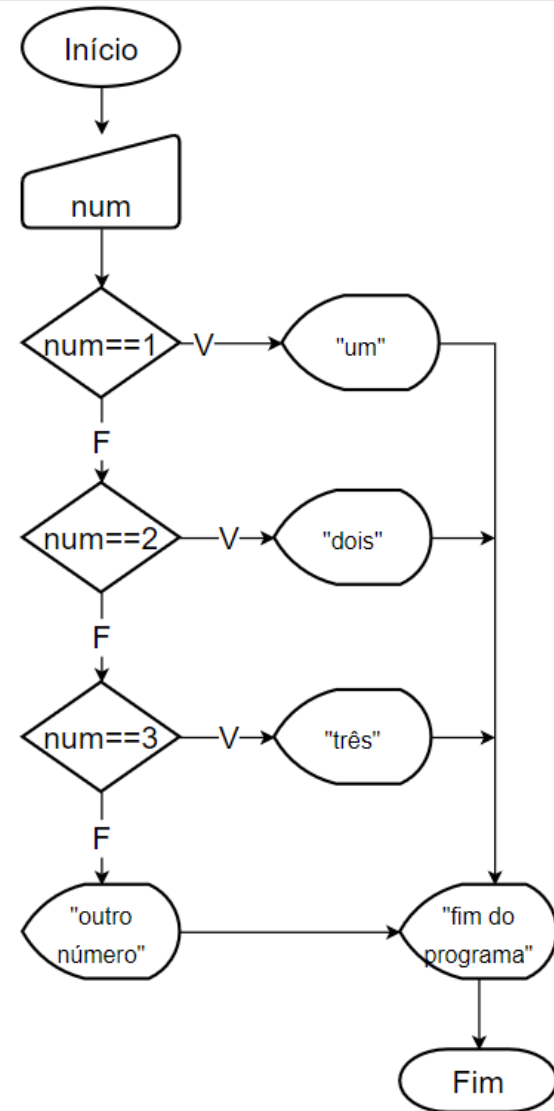 Início
num
num==1
V
"um"
F
num==2
V
"dois"
F
num==3
V
"três"
F
"outro
número"
"fim do
programa"
Fim